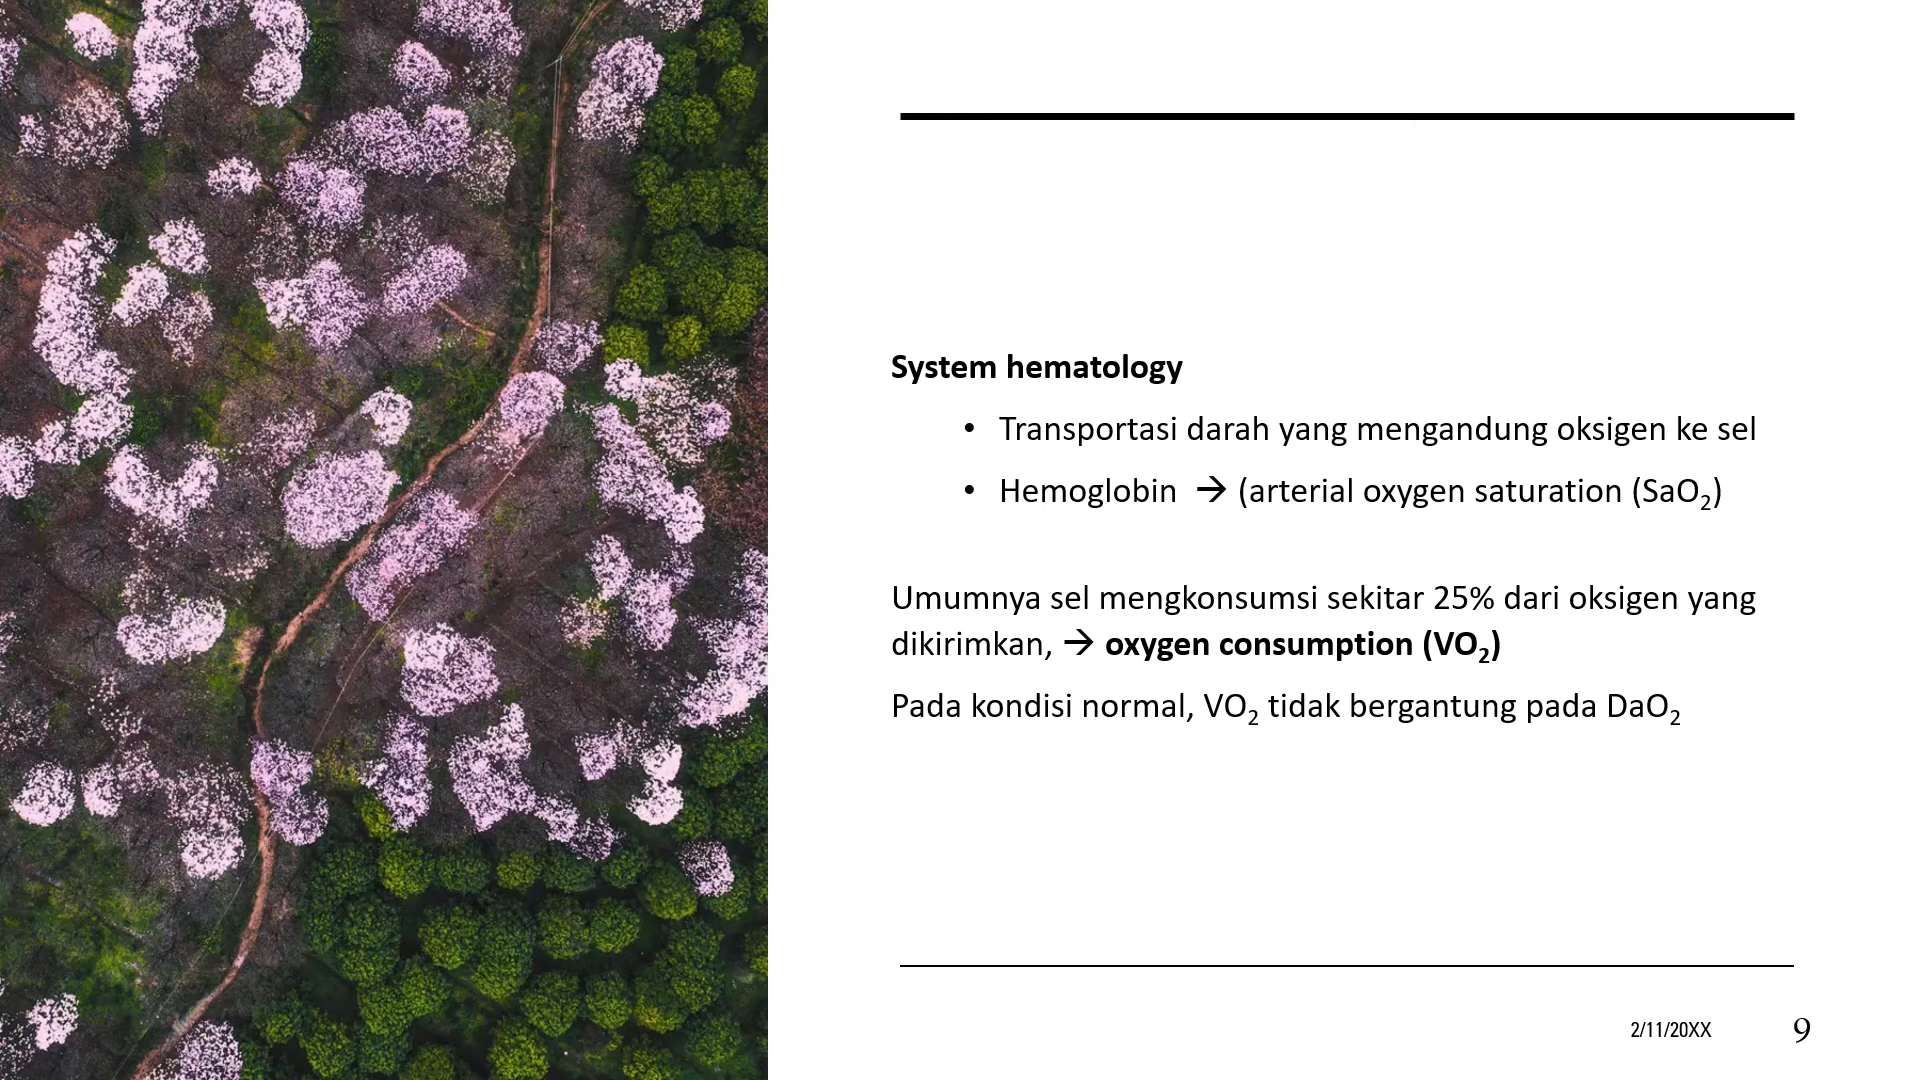 System hematology
• Transportasi darah yang mengandung oksigen ke sel
• Hemoglobin → (arterial oxygen saturation (SaO₂)
Umumnya sel mengkonsumsi sekitar 25% dari oksigen yang
dikirimkan, → oxygen consumption (VO₂)
Pada kondisi normal, VO₂ tidak bergantung pada DaO₂
2/11/20XX
9